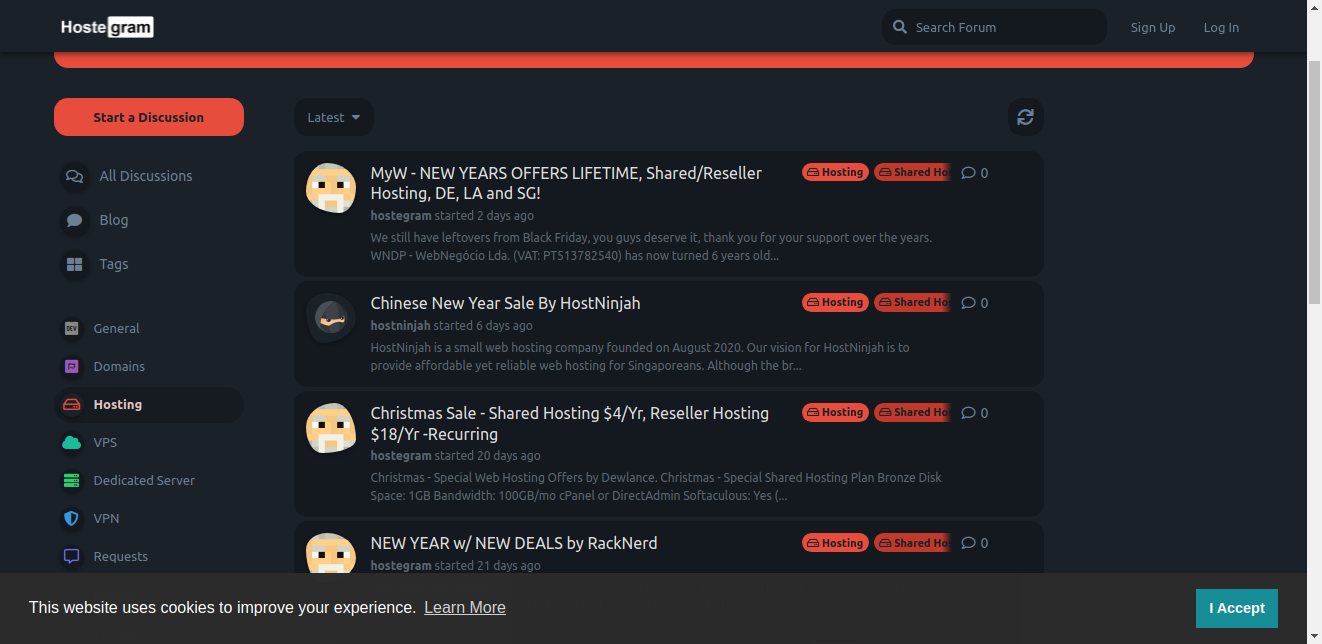 Hostegram
Search Forum
Sign Up
Log In
Start a Discussion
Latest
All Discussions
Blog
Tags
General
Domains
Hosting
VPS
Dedicated Server
VPN
Requests
MyW - NEW YEARS OFFERS LIFETIME, Shared/Reseller
Hosting, DE, LA and SG!
Hosting
Shared Ho
0
hostegram started 2 days ago
We still have leftovers from Black Friday, you guys deserve it, thank you for your support over the years.
WNDP - WebNegócio Lda. (VAT: PT513782540) has now turned 6 years old...
Chinese New Year Sale By HostNinjah
Hosting
Shared Ho
0
hostninjah started 6 days ago
HostNinjah is a small web hosting company founded on August 2020. Our vision for HostNinjah is to
provide affordable yet reliable web hosting for Singaporeans. Although the br...
Christmas Sale - Shared Hosting $4/Yr, Reseller Hosting
$18/Yr -Recurring
Hosting
Shared Ho
0
hostegram started 20 days ago
Christmas - Special Web Hosting Offers by Dewlance. Christmas - Special Shared Hosting Plan Bronze Disk
Space: 1GB Bandwidth: 100GB/mo cPanel or DirectAdmin Softaculous: Yes (...
NEW YEAR w/ NEW DEALS by RackNerd
Hosting
Shared Ho
0
hostegram started 21 days ago
This website uses cookies to improve your experience. Learn More
I Accept